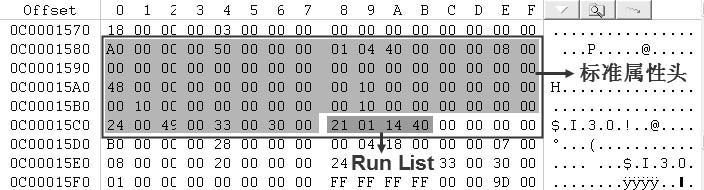 Offset 0 1 2 3 4 5 6 7 8 9 A B C D E F
0C0001570 18 00 00 00 03 00 00 00 00 00 00 00 00 00 00 00 ................
0C0001580 A0 00 00 00 50 00 00 00 01 04 40 00 00 00 08 00 ...P.....@.....
0C0001590 00 00 00 00 00 00 00 00 00 00 00 00 00 00 00 00 ................
标准属性头
0C00015A0 48 00 00 00 00 00 00 00 00 10 00 00 00 00 00 00 H...............
0C00015B0 00 10 00 00 00 00 00 00 00 10 00 00 00 00 00 00 ................
0C00015C0 24 00 49 00 33 00 30 00 21 01 14 40 00 00 00 00 $.I.3.0.!..@....
0C00015D0 B0 00 00 00 28 00 00 00 00 04 18 00 00 00 07 00 °...(...........
0C00015E0 08 00 00 00 20 00 00 00 24 33 00 30 00 .... ...$.I.3.0.
Run List
0C00015F0 01 00 00 00 00 00 00 00 FF FF FF FF 00 00 9D 00 ........ÿÿÿÿ...